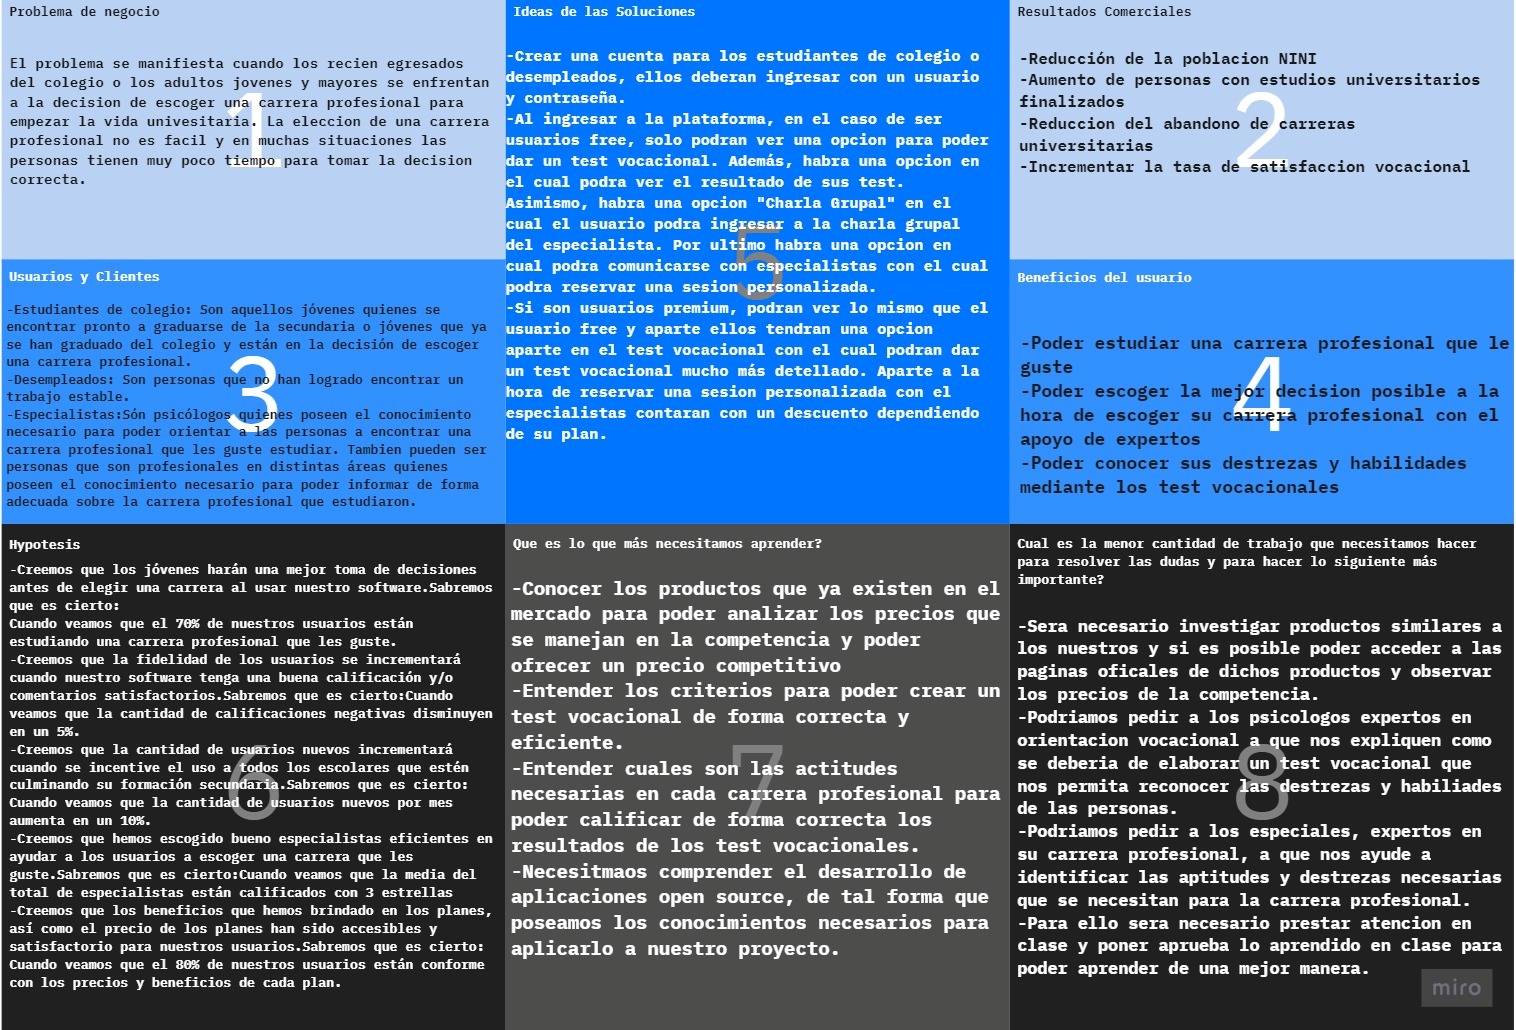 Problema de negocio
El problema se manifiesta cuando los recien egresados
del colegio o los adultos jovenes y mayores se enfrentan
a la decision de escoger una carrera profesional para
empezar la vida univesitaria. La eleccion de una carrera
profesional no es facil y en muchas situaciones las
personas tienen muy poco tiempo para tomar la decision
correcta.
1
Ideas de las Soluciones
-Crear una cuenta para los estudiantes de colegio o
desempleados, ellos deberan ingresar con un usuario
y contraseña.
-Al ingresar a la plataforma, en el caso de ser
usuarios free, solo podran ver una opcion para poder
dar un test vocacional. Además, habra una opcion en
el cual podra ver el resultado de sus test.
Asimismo, habra una opcion "Charla Grupal" en el
cual el usuario podra ingresar a la charla grupal
del especialista. Por ultimo habra una opcion en
cual podra comunicarse con especialistas con el cual
podra reservar una sesion personalizada.
-Si son usuarios premium, podran ver lo mismo que el
usuario free y aparte ellos tendran una opcion
aparte en el test vocacional con el cual podran dar
un test vocacional mucho más detellado. Aparte a la
hora de reservar una sesion personalizada con el
especialistas contaran con un descuento dependiendo
de su plan.
5
Resultados Comerciales
-Reducción de la poblacion NINI
-Aumento de personas con estudios universitarios
finalizados
-Reduccion del abandono de carreras
universitarias
-Incrementar la tasa de satisfaccion vocacional
2
Usuarios y Clientes
-Estudiantes de colegio: Son aquellos jóvenes quienes se
encontrar pronto a graduarse de la secundaria o jóvenes que ya
se han graduado del colegio y están en la decisión de escoger
una carrera profesional.
-Desempleados: Son personas que no han logrado encontrar un
trabajo estable.
-Especialistas:Són psicólogos quienes poseen el conocimiento
necesario para poder orientar a las personas a encontrar una
carrera profesional que les guste estudiar. Tambien pueden ser
personas que son profesionales en distintas áreas quienes
poseen el conocimiento necesario para poder informar de forma
adecuada sobre la carrera profesional que estudiaron.
3
Beneficios del usuario
-Poder estudiar una carrera profesional que le
guste
-Poder escoger la mejor decision posible a la
hora de escoger su carrera profesional con el
apoyo de expertos
-Poder conocer sus destrezas y habilidades
mediante los test vocacionales
4
Hypotesis
-Creemos que los jóvenes harán una mejor toma de decisiones
antes de elegir una carrera al usar nuestro software.Sabremos
que es cierto:
Cuando veamos que el 70% de nuestros usuarios están
estudiando una carrera profesional que les guste.
-Creemos que la fidelidad de los usuarios se incrementará
cuando nuestro software tenga una buena calificación y/o
comentarios satisfactorios.Sabremos que es cierto:Cuando
veamos que la cantidad de calificaciones negativas disminuyen
en un 5%.
-Creemos que la cantidad de usuarios nuevos incrementará
cuando se incentive el uso a todos los escolares que estén
culminando su formación secundaria.Sabremos que es cierto:
Cuando veamos que la cantidad de usuarios nuevos por mes
aumenta en un 10%.
-Creemos que hemos escogido bueno especialistas eficientes en
ayudar a los usuarios a escoger una carrera que les
guste.Sabremos que es cierto:Cuando veamos que la media del
total de especialistas están calificados con 3 estrellas
-Creemos que los beneficios que hemos brindado en los planes,
así como el precio de los planes han sido accesibles y
satisfactorio para nuestros usuarios.Sabremos que es cierto:
Cuando veamos que el 80% de nuestros usuarios están conforme
con los precios y beneficios de cada plan.
6
Que es lo que más necesitamos aprender?
-Conocer los productos que ya existen en el
mercado para poder analizar los precios que
se manejan en la competencia y poder
ofrecer un precio competitivo
-Entender los criterios para poder crear un
test vocacional de forma correcta y
eficiente.
-Entender cuales son las actitudes
necesarias en cada carrera profesional para
poder calificar de forma correcta los
resultados de los test vocacionales.
-Necesitmaos comprender el desarrollo de
aplicaciones open source, de tal forma que
poseamos los conocimientos necesarios para
aplicarlo a nuestro proyecto.
7
Cual es la menor cantidad de trabajo que necesitamos hacer
para resolver las dudas y para hacer lo siguiente más
importante?
-Sera necesario investigar productos similares a
los nuestros y si es posible poder acceder a las
paginas oficales de dichos productos y observar
los precios de la competencia.
-Podriamos pedir a los psicologos expertos en
orientacion vocacional a que nos expliquen como
se deberia de elaborar un test vocacional que
nos permita reconocer las destrezas y habiliades
de las personas.
-Podriamos pedir a los especiales, expertos en
su carrera profesional, a que nos ayude a
identificar las aptitudes y destrezas necesarias
que se necesitan para la carrera profesional.
-Para ello sera necesario prestar atencion en
clase y poner aprueba lo aprendido en clase para
poder aprender de una mejor manera.
8
miro